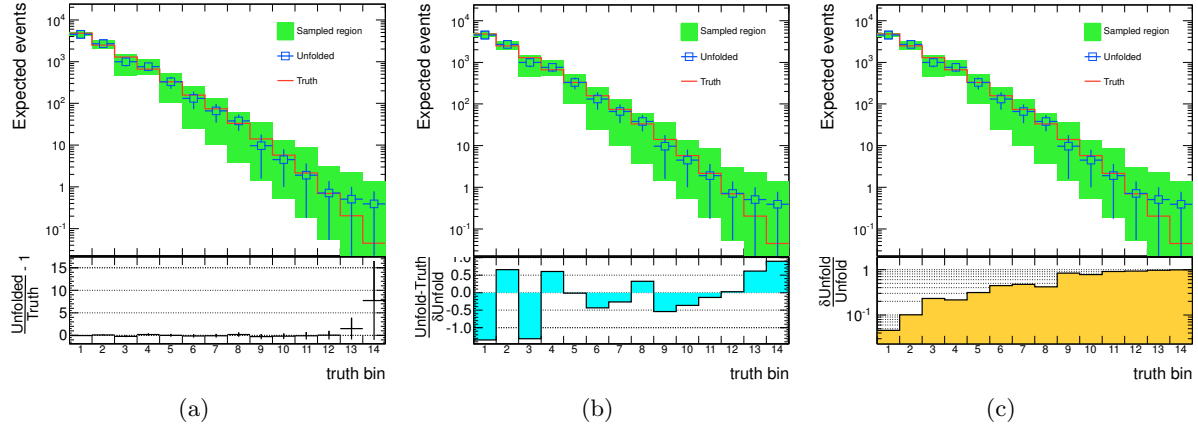 Expected events
10⁴
10³
10²
10
1
10⁻¹
Sampled region
Unfolded
Truth
Unfolded
Truth
- 1
15
10
5
0
1 2 3 4 5 6 7 8 9 10 11 12 13 14
truth bin
(a)
Expected events
10⁴
10³
10²
10
1
10⁻¹
Sampled region
Unfolded
Truth
Unfold-Truth
δUnfold
1.0
0.5
0.0
-0.5
-1.0
1 2 3 4 5 6 7 8 9 10 11 12 13 14
truth bin
(b)
Expected events
10⁴
10³
10²
10
1
10⁻¹
Sampled region
Unfolded
Truth
δUnfold
Unfold
1
10⁻¹
1 2 3 4 5 6 7 8 9 10 11 12 13 14
truth bin
(c)